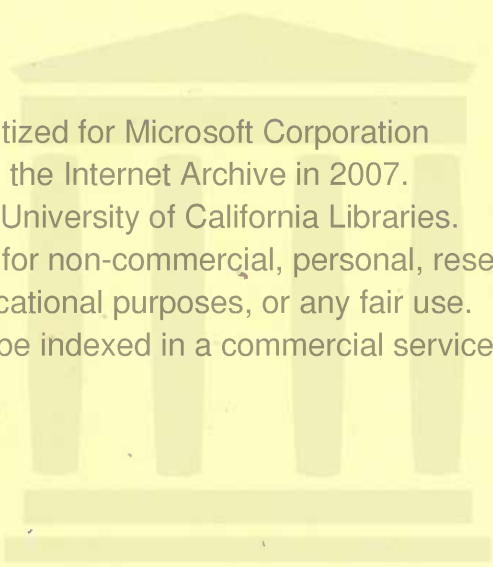 tized for Microsoft Corporation
the Internet Archive in 2007.
University of California Libraries.
for non-commercial, personal, rese
cational purposes, or any fair use.
be indexed in a commercial service